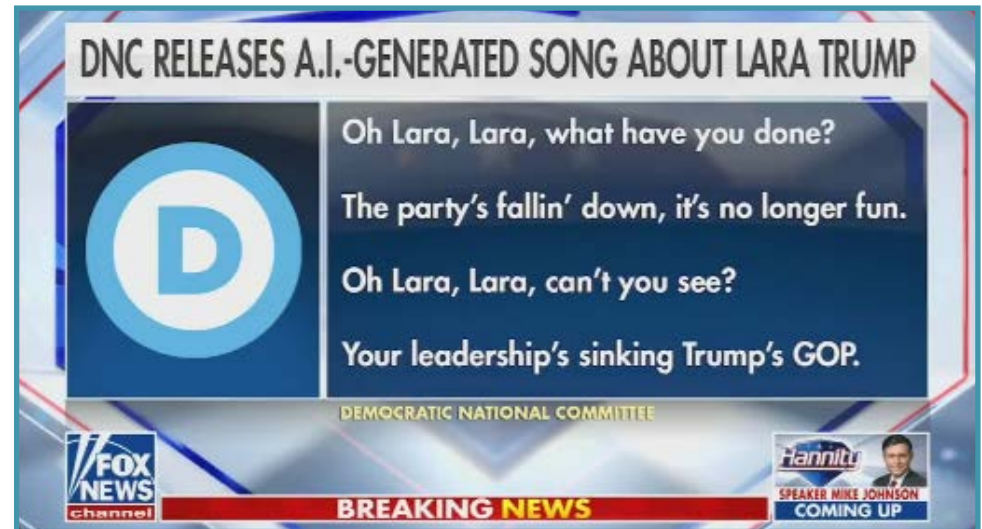 DNC RELEASES A.I.-GENERATED SONG ABOUT LARA TRUMP
D
Oh Lara, Lara, what have you done?
The party's fallin' down, it's no longer fun.
Oh Lara, Lara, can't you see?
Your leadership's sinking Trump's GOP.
DEMOCRATIC NATIONAL COMMITTEE
FOX
NEWS
channel
BREAKING NEWS
Hannity
SPEAKER MIKE JOHNSON
COMING UP